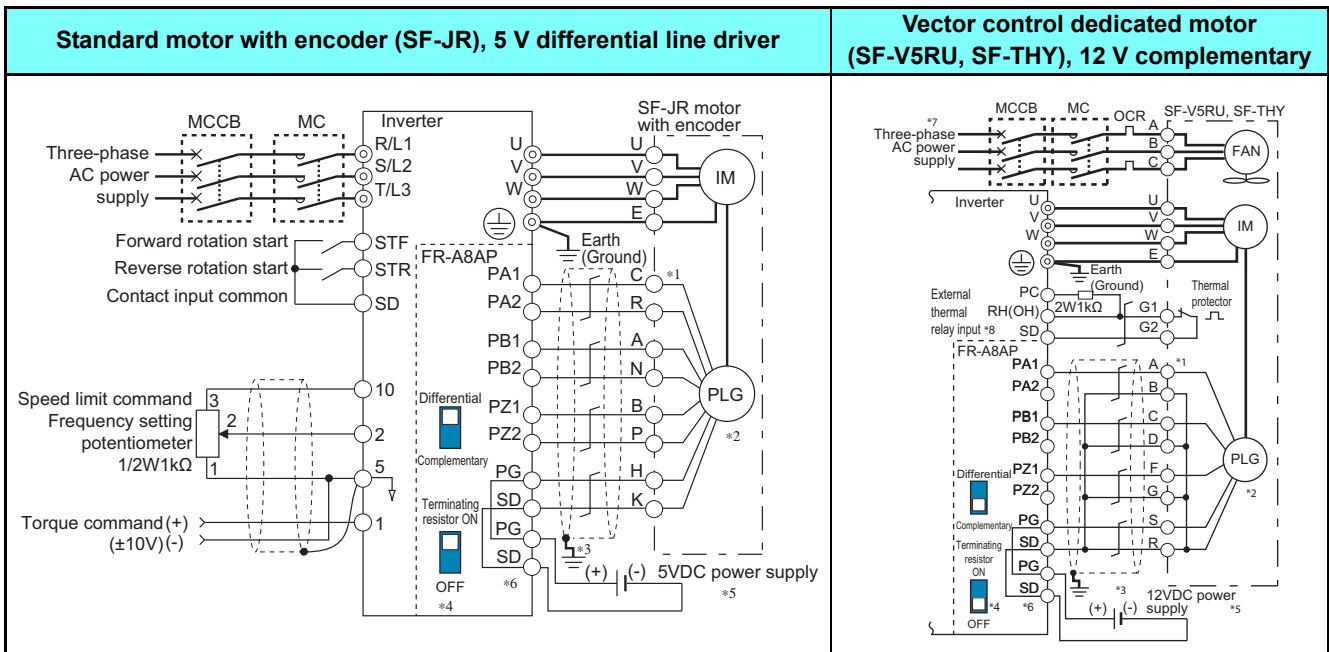 Standard motor with encoder (SF-JR), 5 V differential line driver
Vector control dedicated motor
(SF-V5RU, SF-THY), 12 V complementary
MCCB
MC
Inverter
SF-JR motor
with encoder
Three-phase
AC power
supply
R/L1
S/L2
T/L3
U
V
W
U
V
W
E
IM
Earth
(Ground)
Forward rotation start
Reverse rotation start
Contact input common
STF
STR
SD
FR-A8AP
PA1
PA2
PB1
PB2
PZ1
PZ2
PG
SD
PG
SD
C
R
A
N
B
P
H
K
*1
PLG
*2
Differential
Complementary
Terminating
resistor ON
OFF
*4
*6
*3
(+)
(-)
5VDC power supply
*5
Speed limit command
Frequency setting
potentiometer
1/2W1kΩ
3
2
1
10
2
5
1
Torque command(+)
(±10V)(-)
*7
Three-phase
AC power
supply
MCCB
MC
OCR
SF-V5RU, SF-THY
A
B
C
FAN
Inverter
U
V
W
U
V
W
E
IM
Earth
(Ground)
External
thermal
relay input *8
PC
RH(OH)
SD
2W1kΩ
G1
G2
Thermal
protector
FR-A8AP
PA1
PA2
PB1
PB2
PZ1
PZ2
PG
SD
PG
SD
A
B
C
D
F
G
S
R
*1
PLG
*2
Differential
Complementary
Terminating
resistor
ON
*4
OFF
*6
*3
(+)
(-)
12VDC power
supply
*5